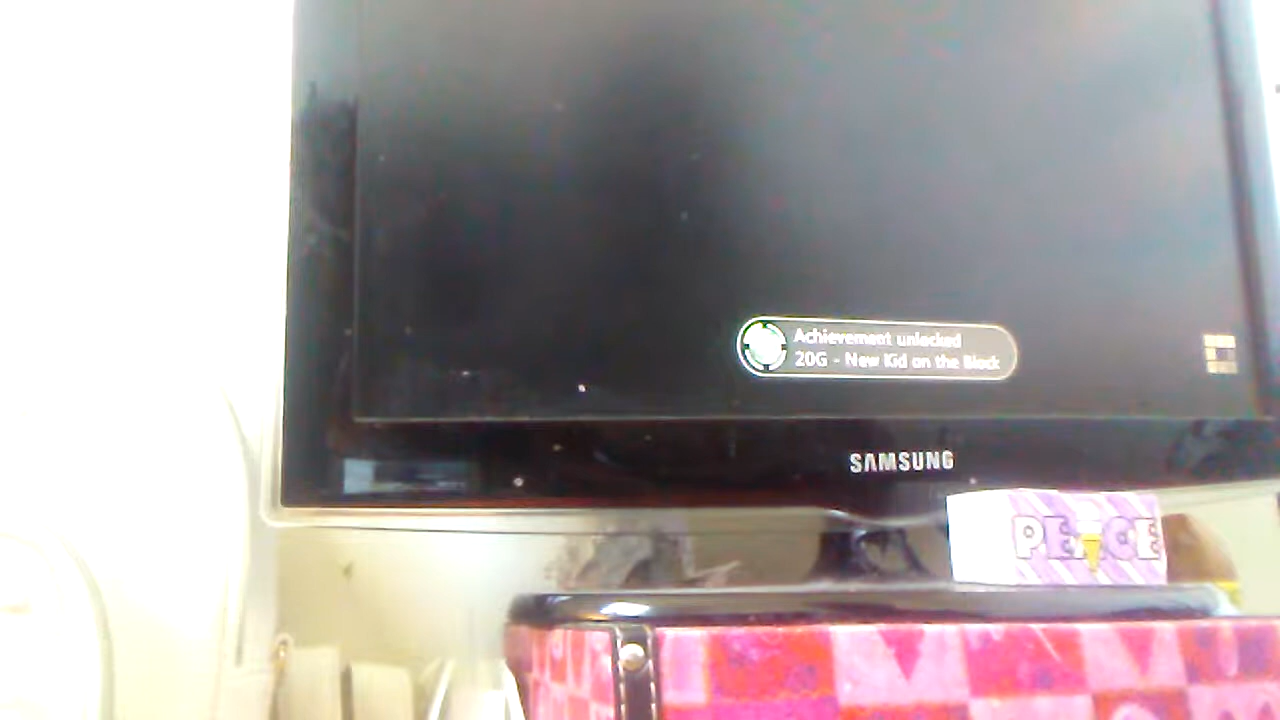 Achievement unlocked
20G - New Kid on the Block
SAMSUNG
PEACE